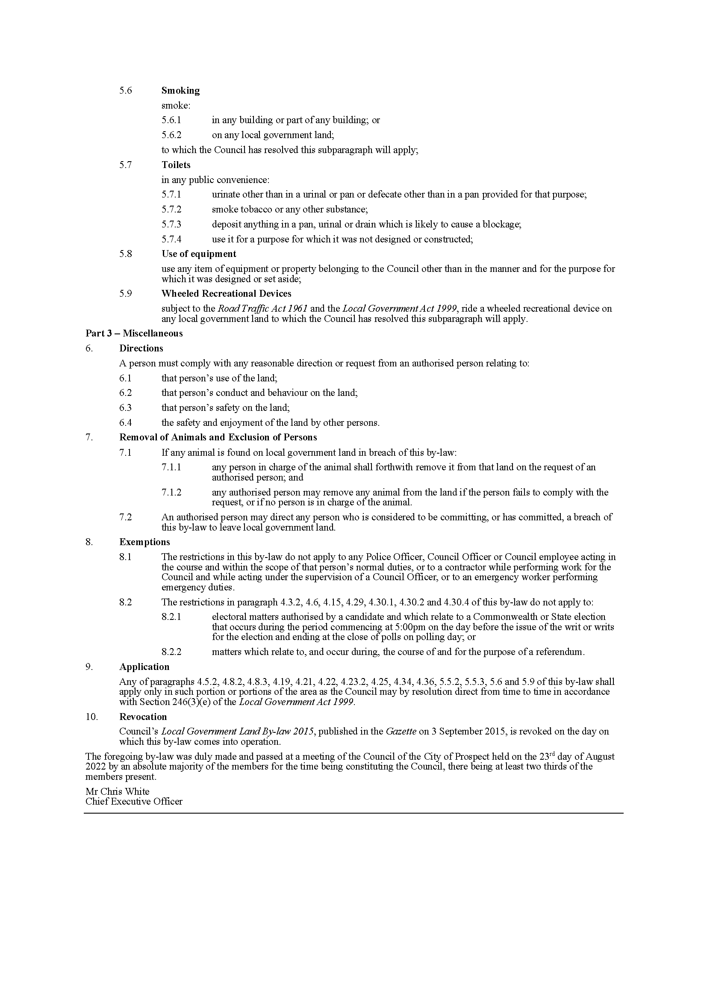 5.6 Smoking
smoke:
5.6.1 in any building or part of any building; or
5.6.2 on any local government land;
to which the Council has resolved this subparagraph will apply;
5.7 Toilets
in any public convenience:
5.7.1 urinate other than in a urinal or pan or defecate other than in a pan provided for that purpose;
5.7.2 smoke tobacco or any other substance;
5.7.3 deposit anything in a pan, urinal or drain which is likely to cause a blockage;
5.7.4 use it for a purpose for which it was not designed or constructed;
5.8 Use of equipment
use any item of equipment or property belonging to the Council other than in the manner and for the purpose for
which it was designed or set aside;
5.9 Wheeled Recreational Devices
subject to the Road Traffic Act 1961 and the Local Government Act 1999, ride a wheeled recreational device on
any local government land to which the Council has resolved this subparagraph will apply.
Part 3 – Miscellaneous
6. Directions
A person must comply with any reasonable direction or request from an authorised person relating to:
6.1 that person’s use of the land;
6.2 that person’s conduct and behaviour on the land;
6.3 that person’s safety on the land;
6.4 the safety and enjoyment of the land by other persons.
7. Removal of Animals and Exclusion of Persons
7.1 If any animal is found on local government land in breach of this by-law:
7.1.1 any person in charge of the animal shall forthwith remove it from that land on the request of an
authorised person; and
7.1.2 any authorised person may remove any animal from the land if the person fails to comply with the
request, or if no person is in charge of the animal.
7.2 An authorised person may direct any person who is considered to be committing, or has committed, a breach of
this by-law to leave local government land.
8. Exemptions
8.1 The restrictions in this by-law do not apply to any Police Officer, Council Officer or Council employee acting in
the course and within the scope of that person’s normal duties, or to a contractor while performing work for the
Council and while acting under the supervision of a Council Officer, or to an emergency worker performing
emergency duties.
8.2 The restrictions in paragraph 4.3.2, 4.6, 4.15, 4.29, 4.30.1, 4.30.2 and 4.30.4 of this by-law do not apply to:
8.2.1 electoral matters authorised by a candidate and which relate to a Commonwealth or State election
that occurs during the period commencing at 5:00pm on the day before the issue of the writ or writs
for the election and ending at the close of polls on polling day; or
8.2.2 matters which relate to, and occur during, the course of and for the purpose of a referendum.
9. Application
Any of paragraphs 4.5.2, 4.8.2, 4.8.3, 4.19, 4.21, 4.22, 4.23.2, 4.25, 4.34, 4.36, 5.5.2, 5.5.3, 5.6 and 5.9 of this by-law shall
apply only in such portion or portions of the area as the Council may by resolution direct from time to time in accordance
with Section 246(3)(e) of the Local Government Act 1999.
10. Revocation
Council’s Local Government Land By-law 2015, published in the Gazette on 3 September 2015, is revoked on the day on
which this by-law comes into operation.
The foregoing by-law was duly made and passed at a meeting of the Council of the City of Prospect held on the 23rd day of August
2022 by an absolute majority of the members for the time being constituting the Council, there being at least two thirds of the
members present.
Mr Chris White
Chief Executive Officer